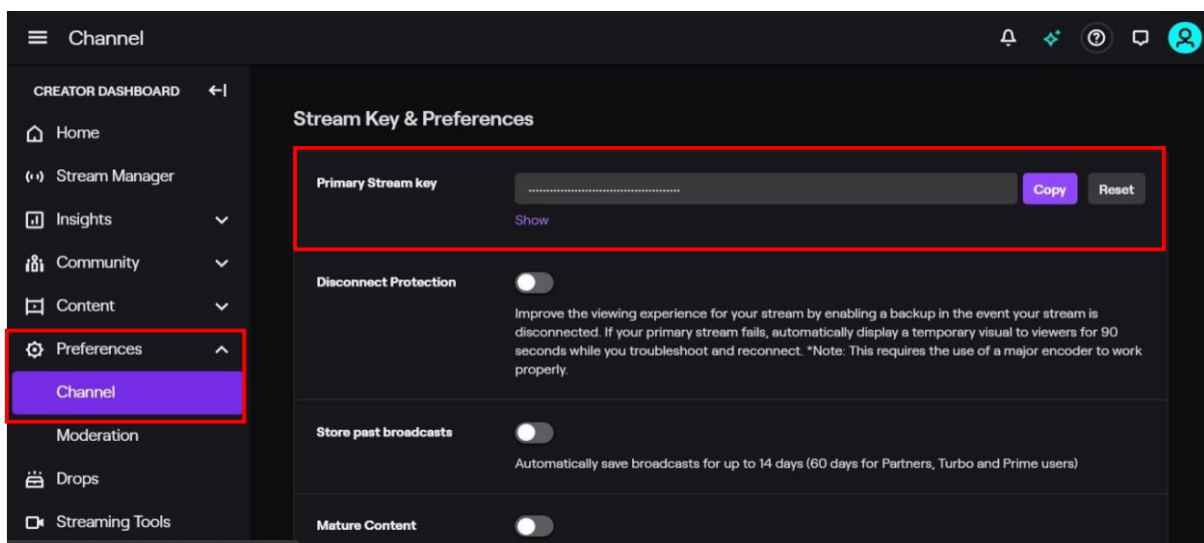 Channel
CREATOR DASHBOARD
Home
Stream Manager
Insights
Community
Content
Preferences
Channel
Moderation
Drops
Streaming Tools
Stream Key & Preferences
Primary Stream key
Copy
Reset
Show
Disconnect Protection
Improve the viewing experience for your stream by enabling a backup in the event your stream is
disconnected. If your primary stream fails, automatically display a temporary visual to viewers for 90
seconds while you troubleshoot and reconnect. *Note: This requires the use of a major encoder to work
properly.
Store past broadcasts
Automatically save broadcasts for up to 14 days (60 days for Partners, Turbo and Prime users)
Mature Content